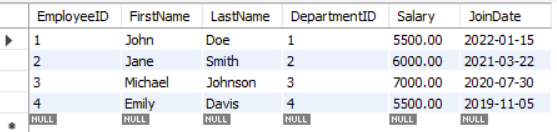 EmployeeID FirstName LastName DepartmentID Salary JoinDate
1 John Doe 1 5500.00 2022-01-15
2 Jane Smith 2 6000.00 2021-03-22
3 Michael Johnson 3 7000.00 2020-07-30
4 Emily Davis 4 5500.00 2019-11-05
NULL NULL NULL NULL NULL NULL